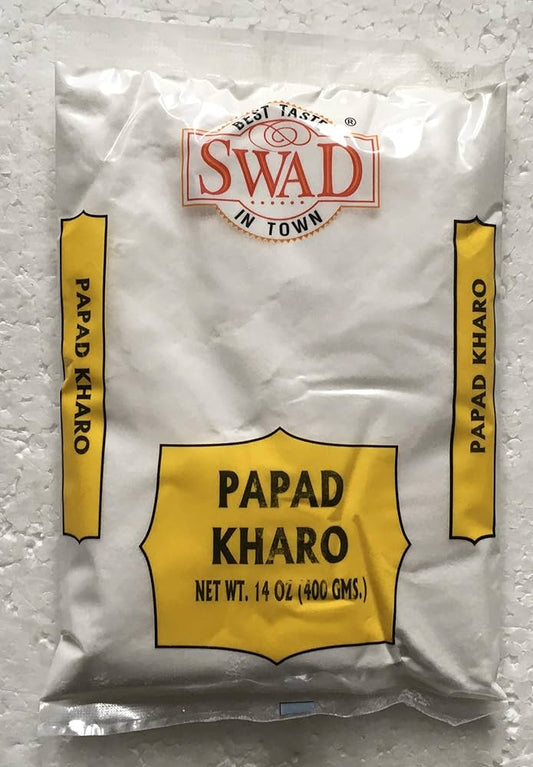 BEST TASTE
®
SWAD
IN TOWN
PAPAD KHARO
PAPAD KHARO
PAPAD
KHARO
NET WT. 14 OZ (400 GMS.)